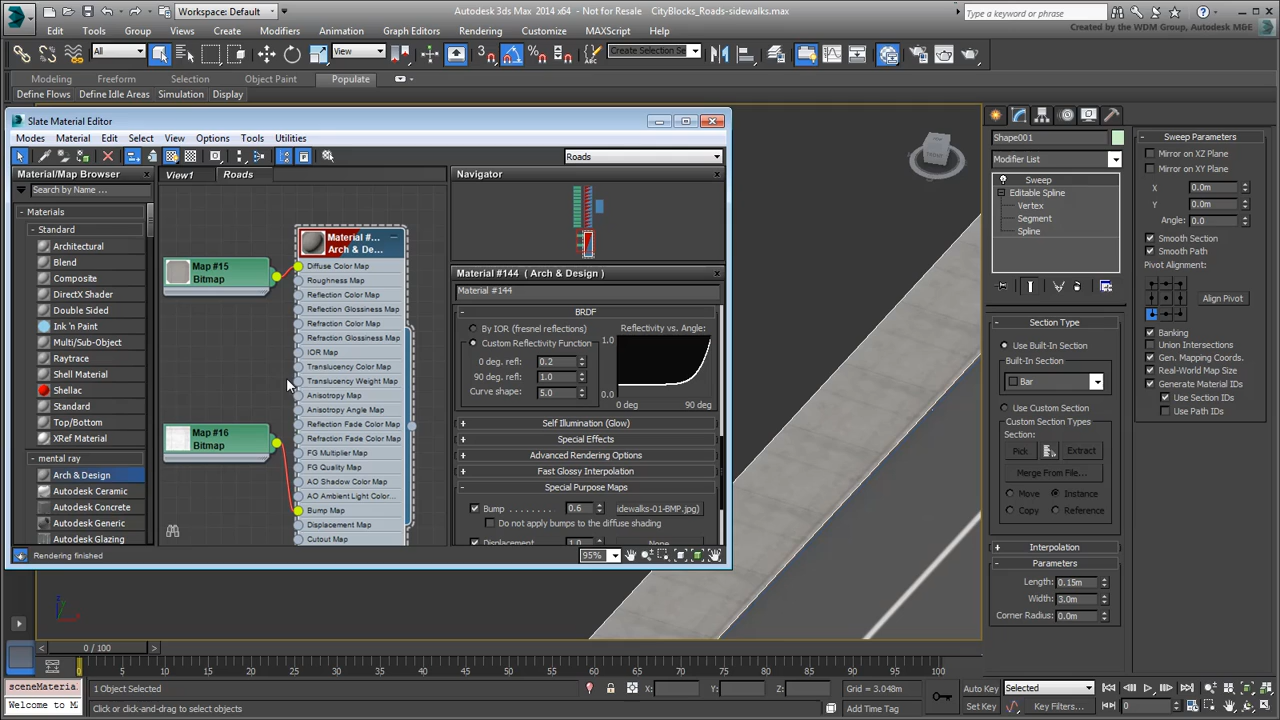 Workspace: Default
Autodesk 3ds Max 2014 x64 - Not for Resale
CityBlocks_Roads-sidewalks.max
Type a keyword or phrase
Edit Tools Group Views Create Modifiers Animation Graph Editors Rendering Customize MAXScript Help
Created by the WDM Group, Autodesk MBE
All
View
Create Selection Se
Modeling Freeform Selection Object Paint Populate
Define Flows Define Idle Areas Simulation Display
Slate Material Editor
Modes Material Edit Select View Options Tools Utilities
Roads
Material/Map Browser
View1 Roads
Navigator
Search by Name ...
- Materials
- Standard
Architectural
Blend
Composite
DirectX Shader
Double Sided
Ink 'n Paint
Multi/Sub-Object
Raytrace
Shell Material
Shellac
Standard
Top/Bottom
XRef Material
- mental ray
Arch & Design
Autodesk Ceramic
Autodesk Concrete
Autodesk Generic
Autodesk Glazing
Map #15
Bitmap
Map #16
Bitmap
Material #...
Arch & De...
Diffuse Color Map
Roughness Map
Reflection Color Map
Reflection Glossiness Map
Refraction Color Map
Refraction Glossiness Map
IOR Map
Translucency Color Map
Translucency Weight Map
Anisotropy Map
Anisotropy Angle Map
Reflection Fade Color Map
Refraction Fade Color Map
FG Multiplier Map
FG Quality Map
AO Shadow Color Map
AO Ambient Light Color...
Bump Map
Displacement Map
Cutout Map
Material #144 ( Arch & Design )
Material #144
- BRDF
By IOR (fresnel reflections)
Custom Reflectivity Function
Reflectivity vs. Angle:
0 deg. refl: 0.2
90 deg. refl: 1.0
Curve shape: 5.0
1.0
0.0
0 deg 90 deg
+ Self Illumination (Glow)
+ Special Effects
+ Advanced Rendering Options
+ Fast Glossy Interpolation
- Special Purpose Maps
Bump . . . . . . . 0.6 idewalks-01-BMP.jpg)
Do not apply bumps to the diffuse shading
Displacement 1.0 None
Rendering finished
95%
FRONT
Shape001
Modifier List
Sweep
Editable Spline
Vertex
Segment
Spline
- Section Type
Use Built-In Section
Built-In Section
Bar
Use Custom Section
Custom Section Types
Section:
Pick Extract
Merge From File...
Move Instance
Copy Reference
+ Interpolation
- Parameters
Length: 0.15m
Width: 3.0m
Corner Radius: 0.0m
- Sweep Parameters
Mirror on XZ Plane
Mirror on XY Plane
X 0.0m
Y 0.0m
Angle: 0.0
Smooth Section
Smooth Path
Pivot Alignment:
Align Pivot
Banking
Union Intersections
Gen. Mapping Coords.
Real-World Map Size
Generate Material IDs
Use Section IDs
Use Path IDs
z
x
0 / 100
0 5 10 15 20 25 30 35 40 45 50 55 60 65 70 75 80 85 90 95 100
sceneMateria:
Welcome to M
1 Object Selected
Click or click-and-drag to select objects
X: Y: Z:
Grid = 3.048m
Add Time Tag
Auto Key Selected
Set Key Key Filters...
0